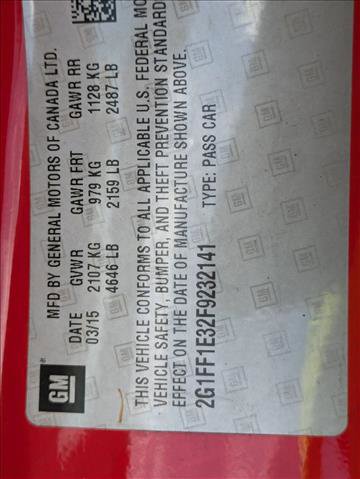 GM
MFD BY GENERAL MOTORS OF CANADA LTD.
DATE GVWR GAWR FRT GAWR RR
03/15 2107 KG 979 KG 1128 KG
4646 LB 2159 LB 2487 LB
THIS VEHICLE CONFORMS TO ALL APPLICABLE U.S. FEDERAL MO
VEHICLE SAFETY, BUMPER, AND THEFT PREVENTION STANDARD
EFFECT ON THE DATE OF MANUFACTURE SHOWN ABOVE.
2G1FF1E32F9232141 TYPE: PASS CAR